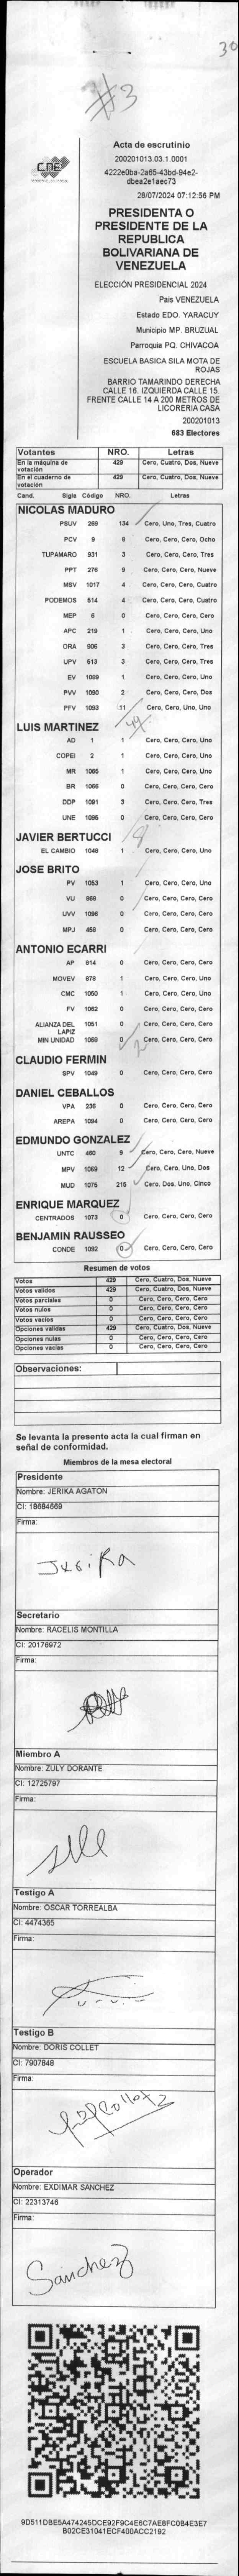 30
#3
CNE
Acta de escrutinio
200201013.03.1.0001
4222e0ba-2a65-43bd-94e2-
dbea2e1aec73
28/07/2024 07:12:56 PM
PRESIDENTA O
PRESIDENTE DE LA
REPUBLICA
BOLIVARIANA DE
VENEZUELA
ELECCIÓN PRESIDENCIAL 2024
Pais VENEZUELA
Estado EDO. YARACUY
Municipio MP. BRUZUAL
Parroquia PQ. CHIVACOA
ESCUELA BASICA SILA MOTA DE
ROJAS
BARRIO TAMARINDO DERECHA
CALLE 16. IZQUIERDA CALLE 15.
FRENTE CALLE 14 A 200 METROS DE
LICORERIA CASA
200201013
683 Electores
Votantes NRO. Letras
En la máquina de votación 429 Cero, Cuatro, Dos, Nueve
En el cuaderno de votación 429 Cero, Cuatro, Dos, Nueve
Cand. Sigla Código NRO. Letras
NICOLAS MADURO
PSUV 269 134 Cero, Uno, Tres, Cuatro
PCV 9 8 Cero, Cero, Cero, Ocho
TUPAMARO 931 3 Cero, Cero, Cero, Tres
PPT 276 9 Cero, Cero, Cero, Nueve
MSV 1017 4 Cero, Cero, Cero, Cuatro
PODEMOS 514 4 Cero, Cero, Cero, Cuatro
MEP 6 0 Cero, Cero, Cero, Cero
APC 219 1 Cero, Cero, Cero, Uno
ORA 906 3 Cero, Cero, Cero, Tres
UPV 513 3 Cero, Cero, Cero, Tres
EV 1089 1 Cero, Cero, Cero, Uno
PVV 1090 2 Cero, Cero, Cero, Dos
PFV 1093 11 Cero, Cero, Uno, Uno
LUIS MARTINEZ
AD 1 1 Cero, Cero, Cero, Uno
COPEI 2 1 Cero, Cero, Cero, Uno
MR 1065 1 Cero, Cero, Cero, Uno
BR 1066 0 Cero, Cero, Cero, Cero
DDP 1091 3 Cero, Cero, Cero, Tres
UNE 1095 0 Cero, Cero, Cero, Cero
JAVIER BERTUCCI
EL CAMBIO 1048 1 Cero, Cero, Cero, Uno
JOSE BRITO
PV 1053 1 Cero, Cero, Cero, Uno
VU 968 0 Cero, Cero, Cero, Cero
UVV 1096 0 Cero, Cero, Cero, Cero
MPJ 458 0 Cero, Cero, Cero, Cero
ANTONIO ECARRI
AP 814 0 Cero, Cero, Cero, Cero
MOVEV 878 1 Cero, Cero, Cero, Uno
CMC 1050 1 Cero, Cero, Cero, Uno
FV 1062 0 Cero, Cero, Cero, Cero
ALIANZA DEL LAPIZ 1061 0 Cero, Cero, Cero, Cero
MIN UNIDAD 1068 0 Cero, Cero, Cero, Cero
CLAUDIO FERMIN
SPV 1049 0 Cero, Cero, Cero, Cero
DANIEL CEBALLOS
VPA 236 0 Cero, Cero, Cero, Cero
AREPA 1094 0 Cero, Cero, Cero, Cero
EDMUNDO GONZALEZ
UNTC 460 9 Cero, Cero, Cero, Nueve
MPV 1069 12 Cero, Cero, Uno, Dos
MUD 1075 215 Cero, Dos, Uno, Cinco
ENRIQUE MARQUEZ
CENTRADOS 1073 0 Cero, Cero, Cero, Cero
BENJAMIN RAUSSEO
CONDE 1092 0 Cero, Cero, Cero, Cero
Resumen de votos
Votos 429 Cero, Cuatro, Dos, Nueve
Votos validos 429 Cero, Cuatro, Dos, Nueve
Votos parciales 0 Cero, Cero, Cero, Cero
Votos nulos 0 Cero, Cero, Cero, Cero
Votos vacios 0 Cero, Cero, Cero, Cero
Opciones validas 429 Cero, Cuatro, Dos, Nueve
Opciones nulas 0 Cero, Cero, Cero, Cero
Opciones vacias 0 Cero, Cero, Cero, Cero
Observaciones:
Se levanta la presente acta la cual firman en
señal de conformidad.
Miembros de la mesa electoral
Presidente
Nombre: JERIKA AGATON
CI: 18684669
Firma:
Secretario
Nombre: RACELIS MONTILLA
CI: 20176972
Firma:
Miembro A
Nombre: ZULY DORANTE
CI: 12725797
Firma:
Testigo A
Nombre: OSCAR TORREALBA
CI: 4474365
Firma:
Testigo B
Nombre: DORIS COLLET
CI: 7907848
Firma:
Operador
Nombre: EXDIMAR SANCHEZ
CI: 22313746
Firma:
Sanchez
9D511DBE5A474245DCE92F9C4E6C7AE8FC0B4E3E7
B02CE31041ECF400ACC2192